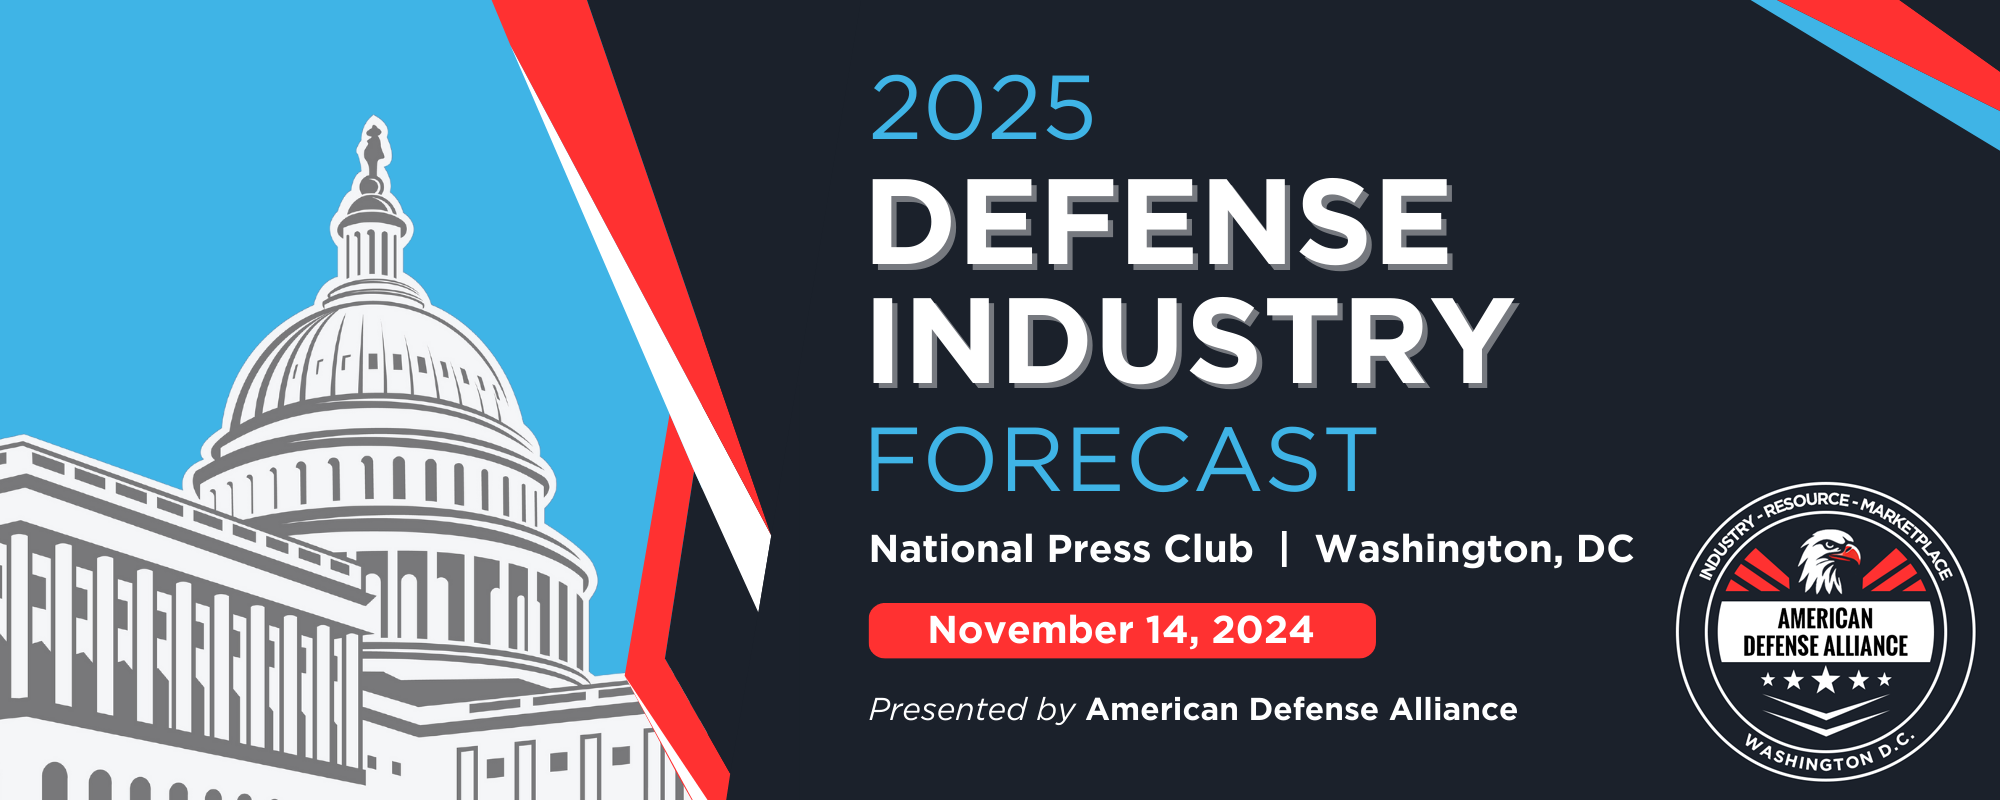 2025
DEFENSE
INDUSTRY
FORECAST
National Press Club | Washington, DC
November 14, 2024
Presented by American Defense Alliance
INDUSTRY - RESOURCE - MARKETPLACE
AMERICAN
DEFENSE ALLIANCE
WASHINGTON D.C.